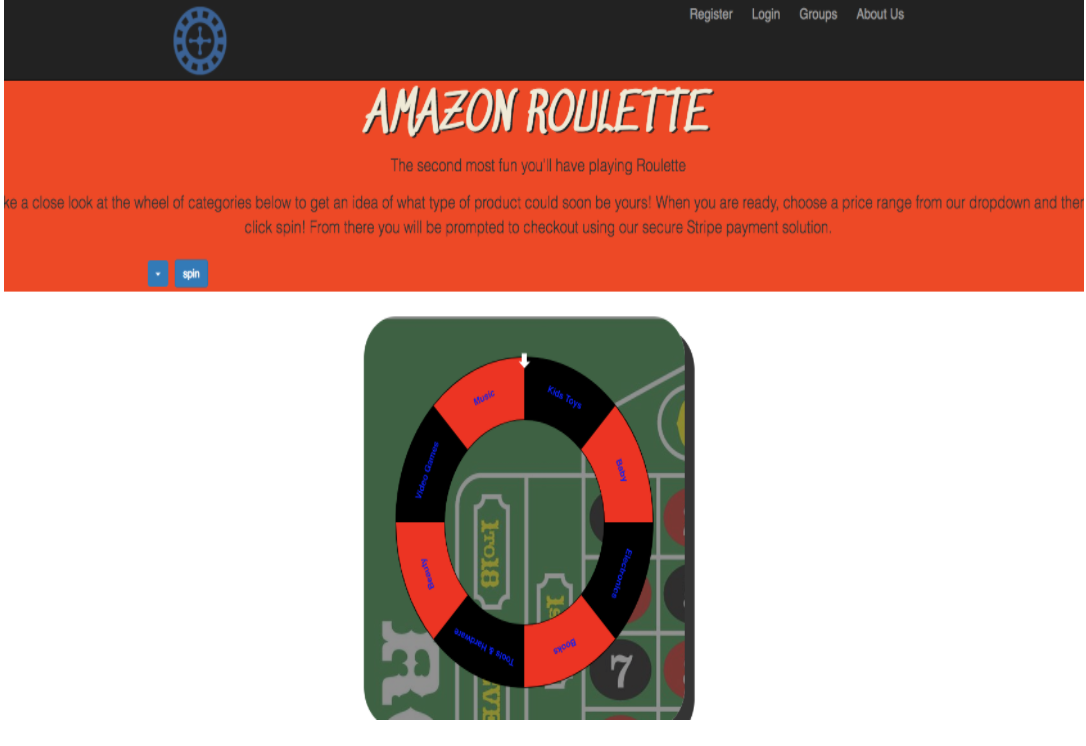 Register Login Groups About Us
AMAZON ROULETTE
The second most fun you'll have playing Roulette
ke a close look at the wheel of categories below to get an idea of what type of product could soon be yours! When you are ready, choose a price range from our dropdown and ther
click spin! From there you will be prompted to checkout using our secure Stripe payment solution.
spin
Music
Kids Toys
Video Games
Baby
Beauty
Electronics
Tools & Hardware
Books
1 TO 18
7